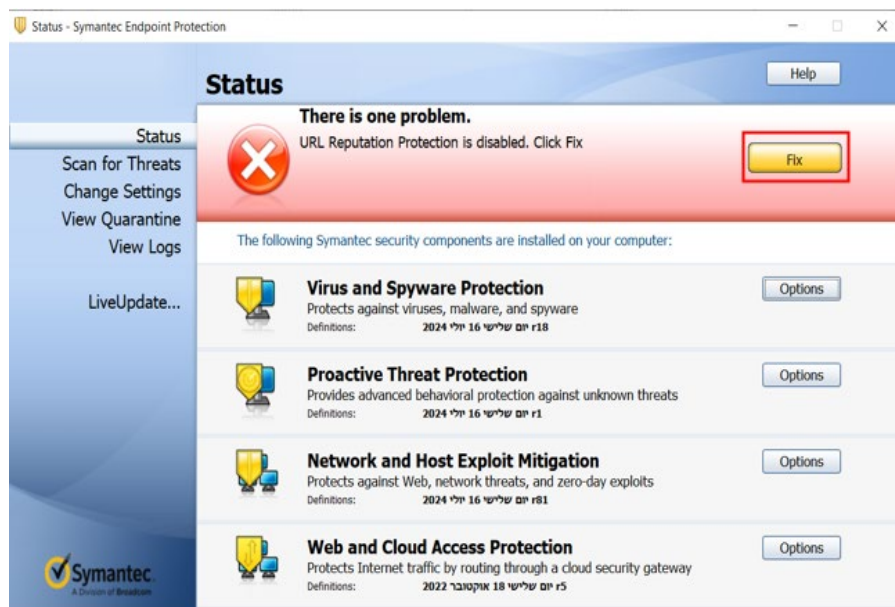 Status - Symantec Endpoint Protection
Status
Help
There is one problem.
URL Reputation Protection is disabled. Click Fix
Fix
Status
Scan for Threats
Change Settings
View Quarantine
View Logs
LiveUpdate...
The following Symantec security components are installed on your computer:
Virus and Spyware Protection
Protects against viruses, malware, and spyware
Definitions: יום שלישי 16 יולי 2024 r18
Options
Proactive Threat Protection
Provides advanced behavioral protection against unknown threats
Definitions: יום שלישי 16 יולי 2024 r1
Options
Network and Host Exploit Mitigation
Protects against Web, network threats, and zero-day exploits
Definitions: יום שלישי 16 יולי 2024 r81
Options
Web and Cloud Access Protection
Protects Internet traffic by routing through a cloud security gateway
Definitions: יום שלישי 18 אוקטובר 2022 r5
Options
Symantec.
A Division of Broadcom